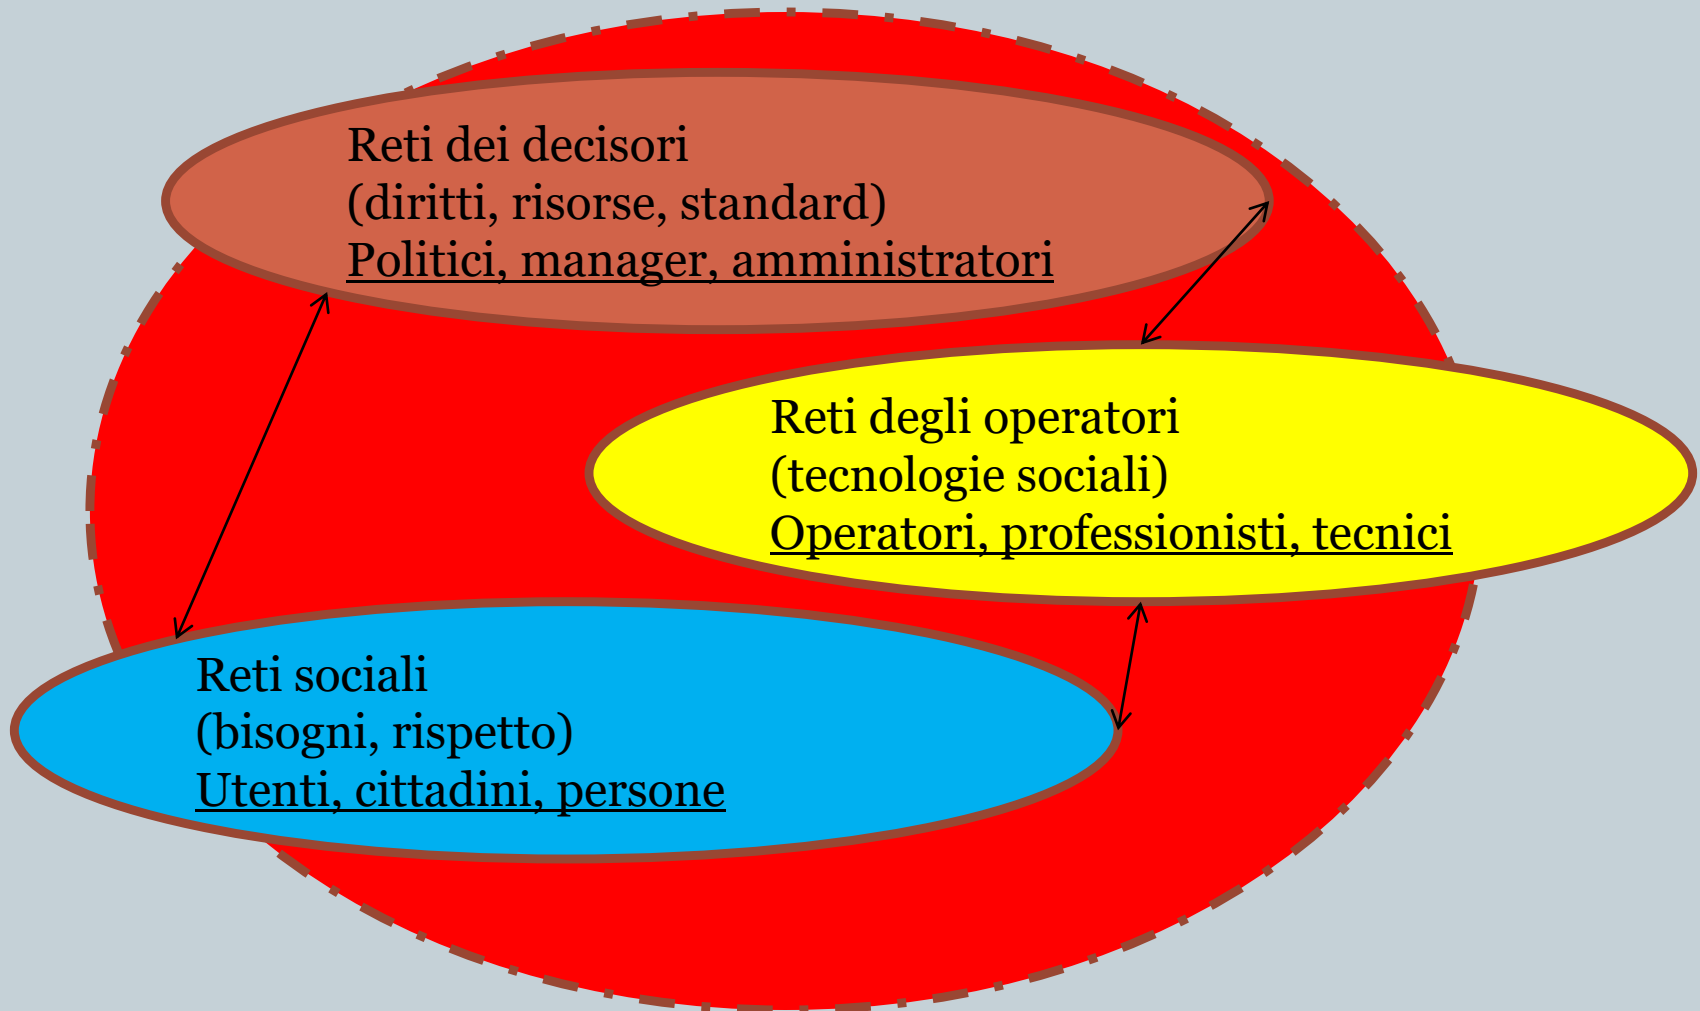 Reti dei decisori
(diritti, risorse, standard)
Politici, manager, amministratori
Reti degli operatori
(tecnologie sociali)
Operatori, professionisti, tecnici
Reti sociali
(bisogni, rispetto)
Utenti, cittadini, persone